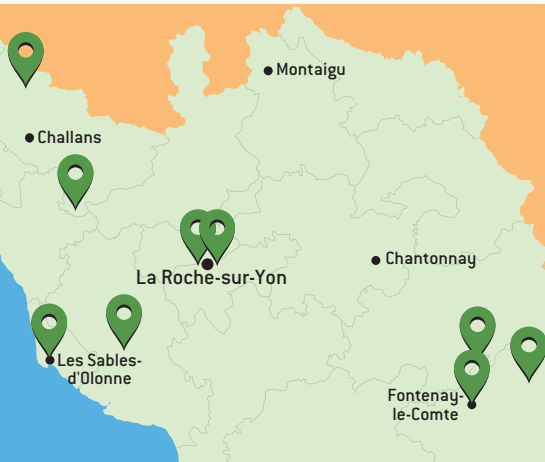 Montaigu
Challans
Chantonnay
La Roche-sur-Yon
Les Sables-
d'Olonne
Fontenay-
le-Comte